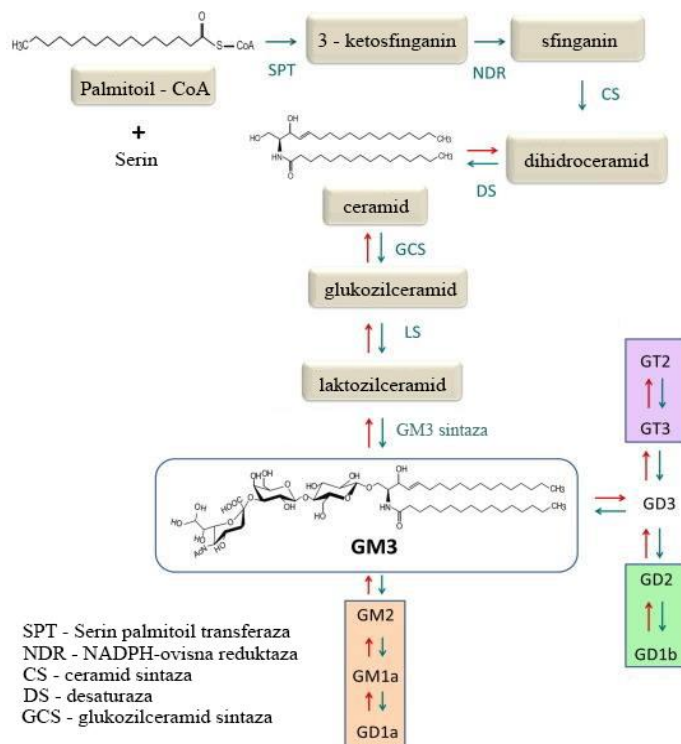 H3C
O
S—CoA
SPT
3 - ketosfinganin
NDR
sfinganin
Palmitoil - CoA
+
Serin
CS
HO
OH
CH3
HN
CH3
O
DS
dihidroceramid
ceramid
GCS
glukozilceramid
LS
laktozilceramid
GM3 sintaza
GT2
GT3
GD3
GD2
GD1b
GM3
GM2
GM1a
GD1a
SPT - Serin palmitoil transferaza
NDR - NADPH-ovisna reduktaza
CS - ceramid sintaza
DS - desaturaza
GCS - glukozilceramid sintaza